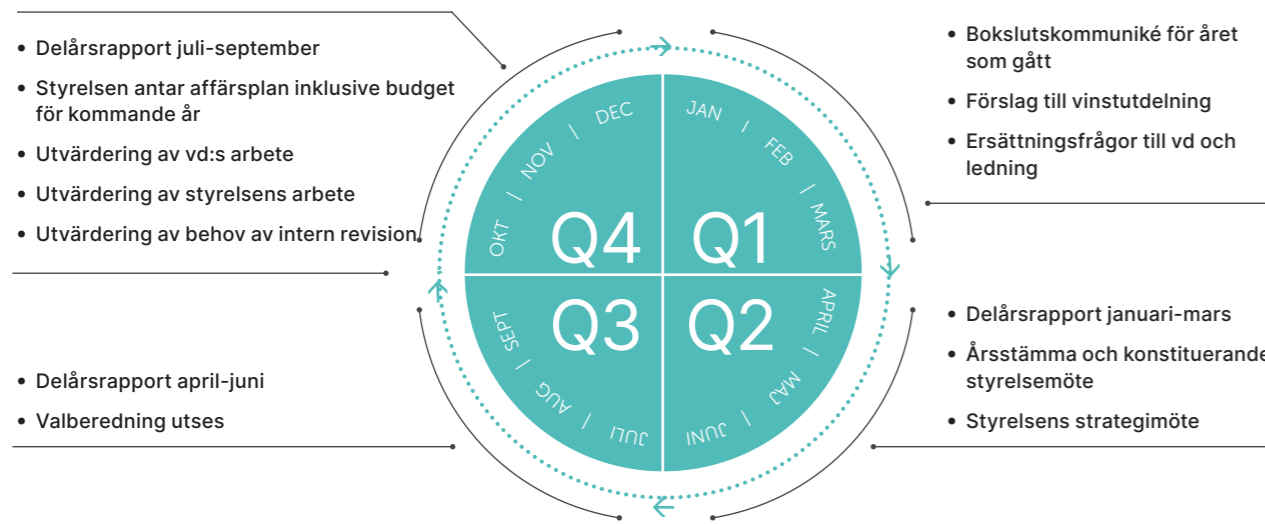 • Delårsrapport juli-september
• Styrelsen antar affärsplan inklusive budget
för kommande år
• Utvärdering av vd:s arbete
• Utvärdering av styrelsens arbete
• Utvärdering av behov av intern revision
• Delårsrapport april-juni
• Valberedning utses
OKT | NOV | DEC
Q4
JAN | FEB | MARS
Q1
SEPT | AUG | JULI
Q3
APRIL | MAJ | JUNI
Q2
• Bokslutskommuniké för året
som gått
• Förslag till vinstutdelning
• Ersättningsfrågor till vd och
ledning
• Delårsrapport januari-mars
• Årsstämma och konstituerande
styrelsemöte
• Styrelsens strategimöte